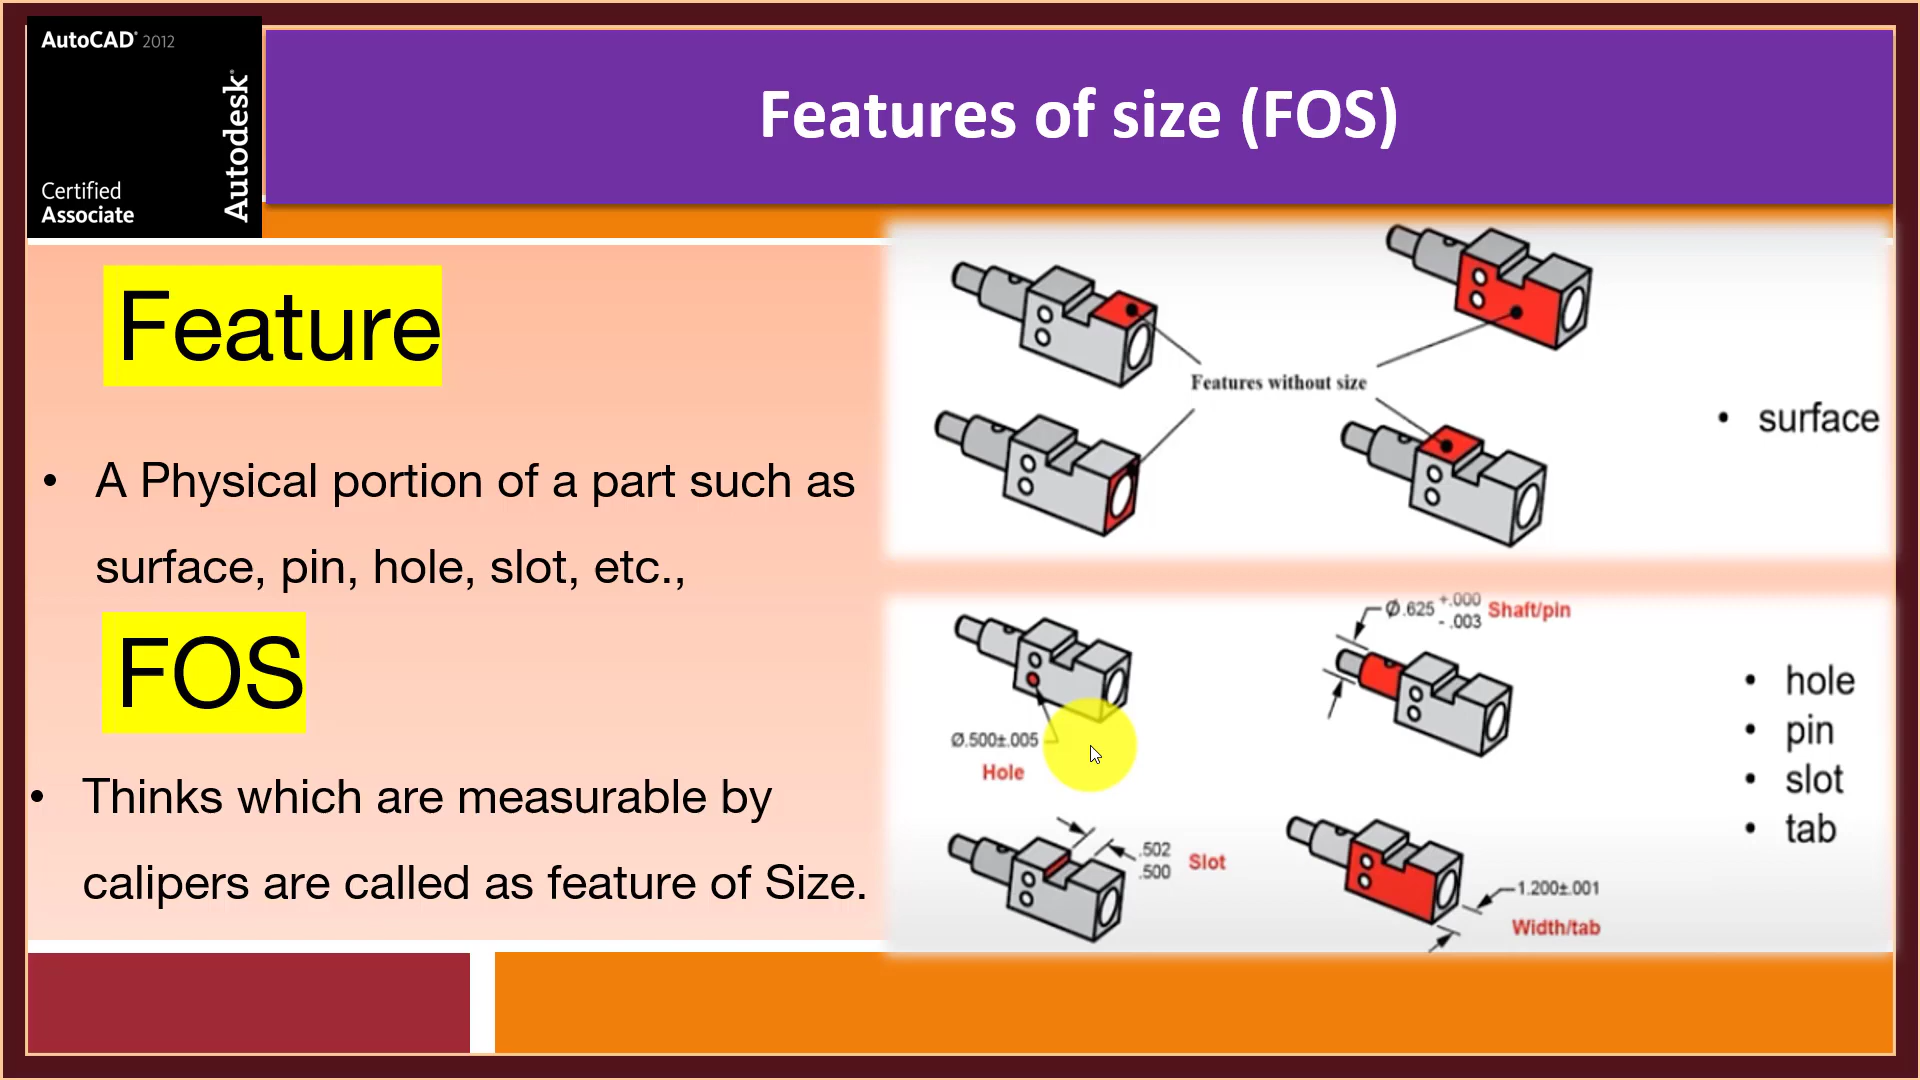 AutoCAD® 2012
Autodesk®
Certified
Associate
Features of size (FOS)
Feature
• A Physical portion of a part such as
surface, pin, hole, slot, etc.,
FOS
• Thinks which are measurable by
calipers are called as feature of Size.
Features without size
• surface
Ø.500±.005
Hole
Ø.625 +.000
- .003
Shaft/pin
.502
.500
Slot
1.200±.001
Width/tab
• hole
• pin
• slot
• tab